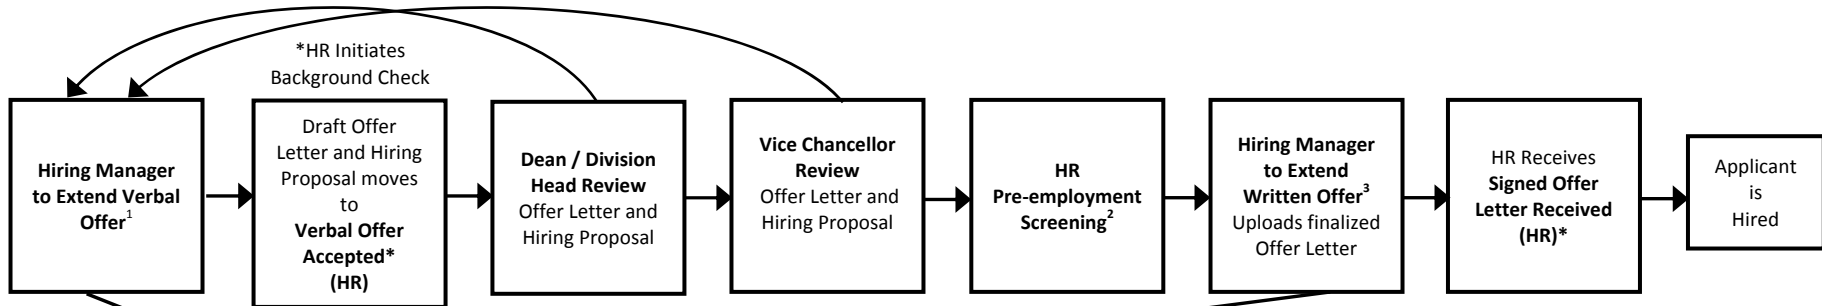 *HR Initiates
Background Check
Hiring Manager
to Extend Verbal
Offer¹
Draft Offer
Letter and Hiring
Proposal moves
to
Verbal Offer
Accepted*
(HR)
Dean / Division
Head Review
Offer Letter and
Hiring Proposal
Vice Chancellor
Review
Offer Letter and
Hiring Proposal
HR
Pre-employment
Screening²
Hiring Manager
to Extend
Written Offer³
Uploads finalized
Offer Letter
HR Receives
Signed Offer
Letter Received
(HR)*
Applicant
is
Hired